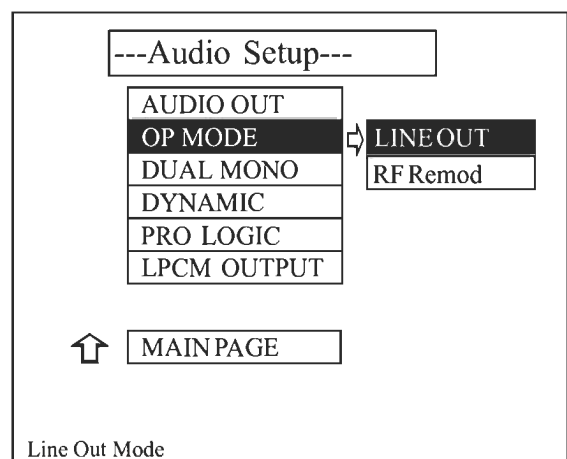 ---Audio Setup---
AUDIO OUT
OP MODE
LINE OUT
DUAL MONO
RF Remod
DYNAMIC
PRO LOGIC
LPCM OUTPUT
MAIN PAGE
Line Out Mode